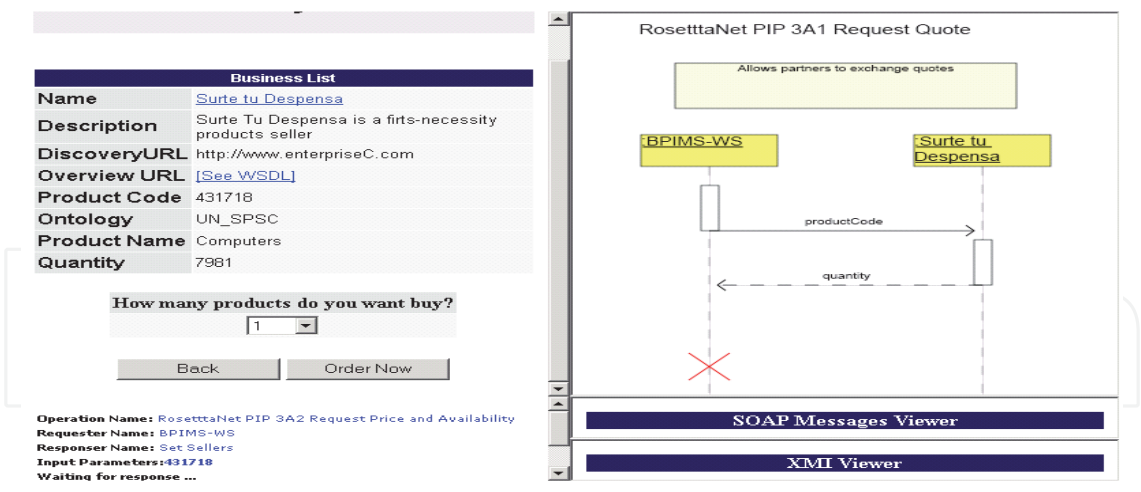 Business List
Name Surte tu Despensa
Description Surte Tu Despensa is a firts-necessity
products seller
DiscoveryURL http://www.enterpriseC.com
Overview URL [See WSDL]
Product Code 431718
Ontology UN_SPSC
Product Name Computers
Quantity 7981
How many products do you want buy?
1
Back Order Now
Operation Name: RosetttaNet PIP 3A2 Request Price and Availability
Requester Name: BPIMS-WS
Responser Name: Set Sellers
Input Parameters:431718
Waiting for response ...
RosetttaNet PIP 3A1 Request Quote
Allows partners to exchange quotes
:BPIMS-WS
:Surte tu
Despensa
productCode
quantity
SOAP Messages Viewer
XMI Viewer